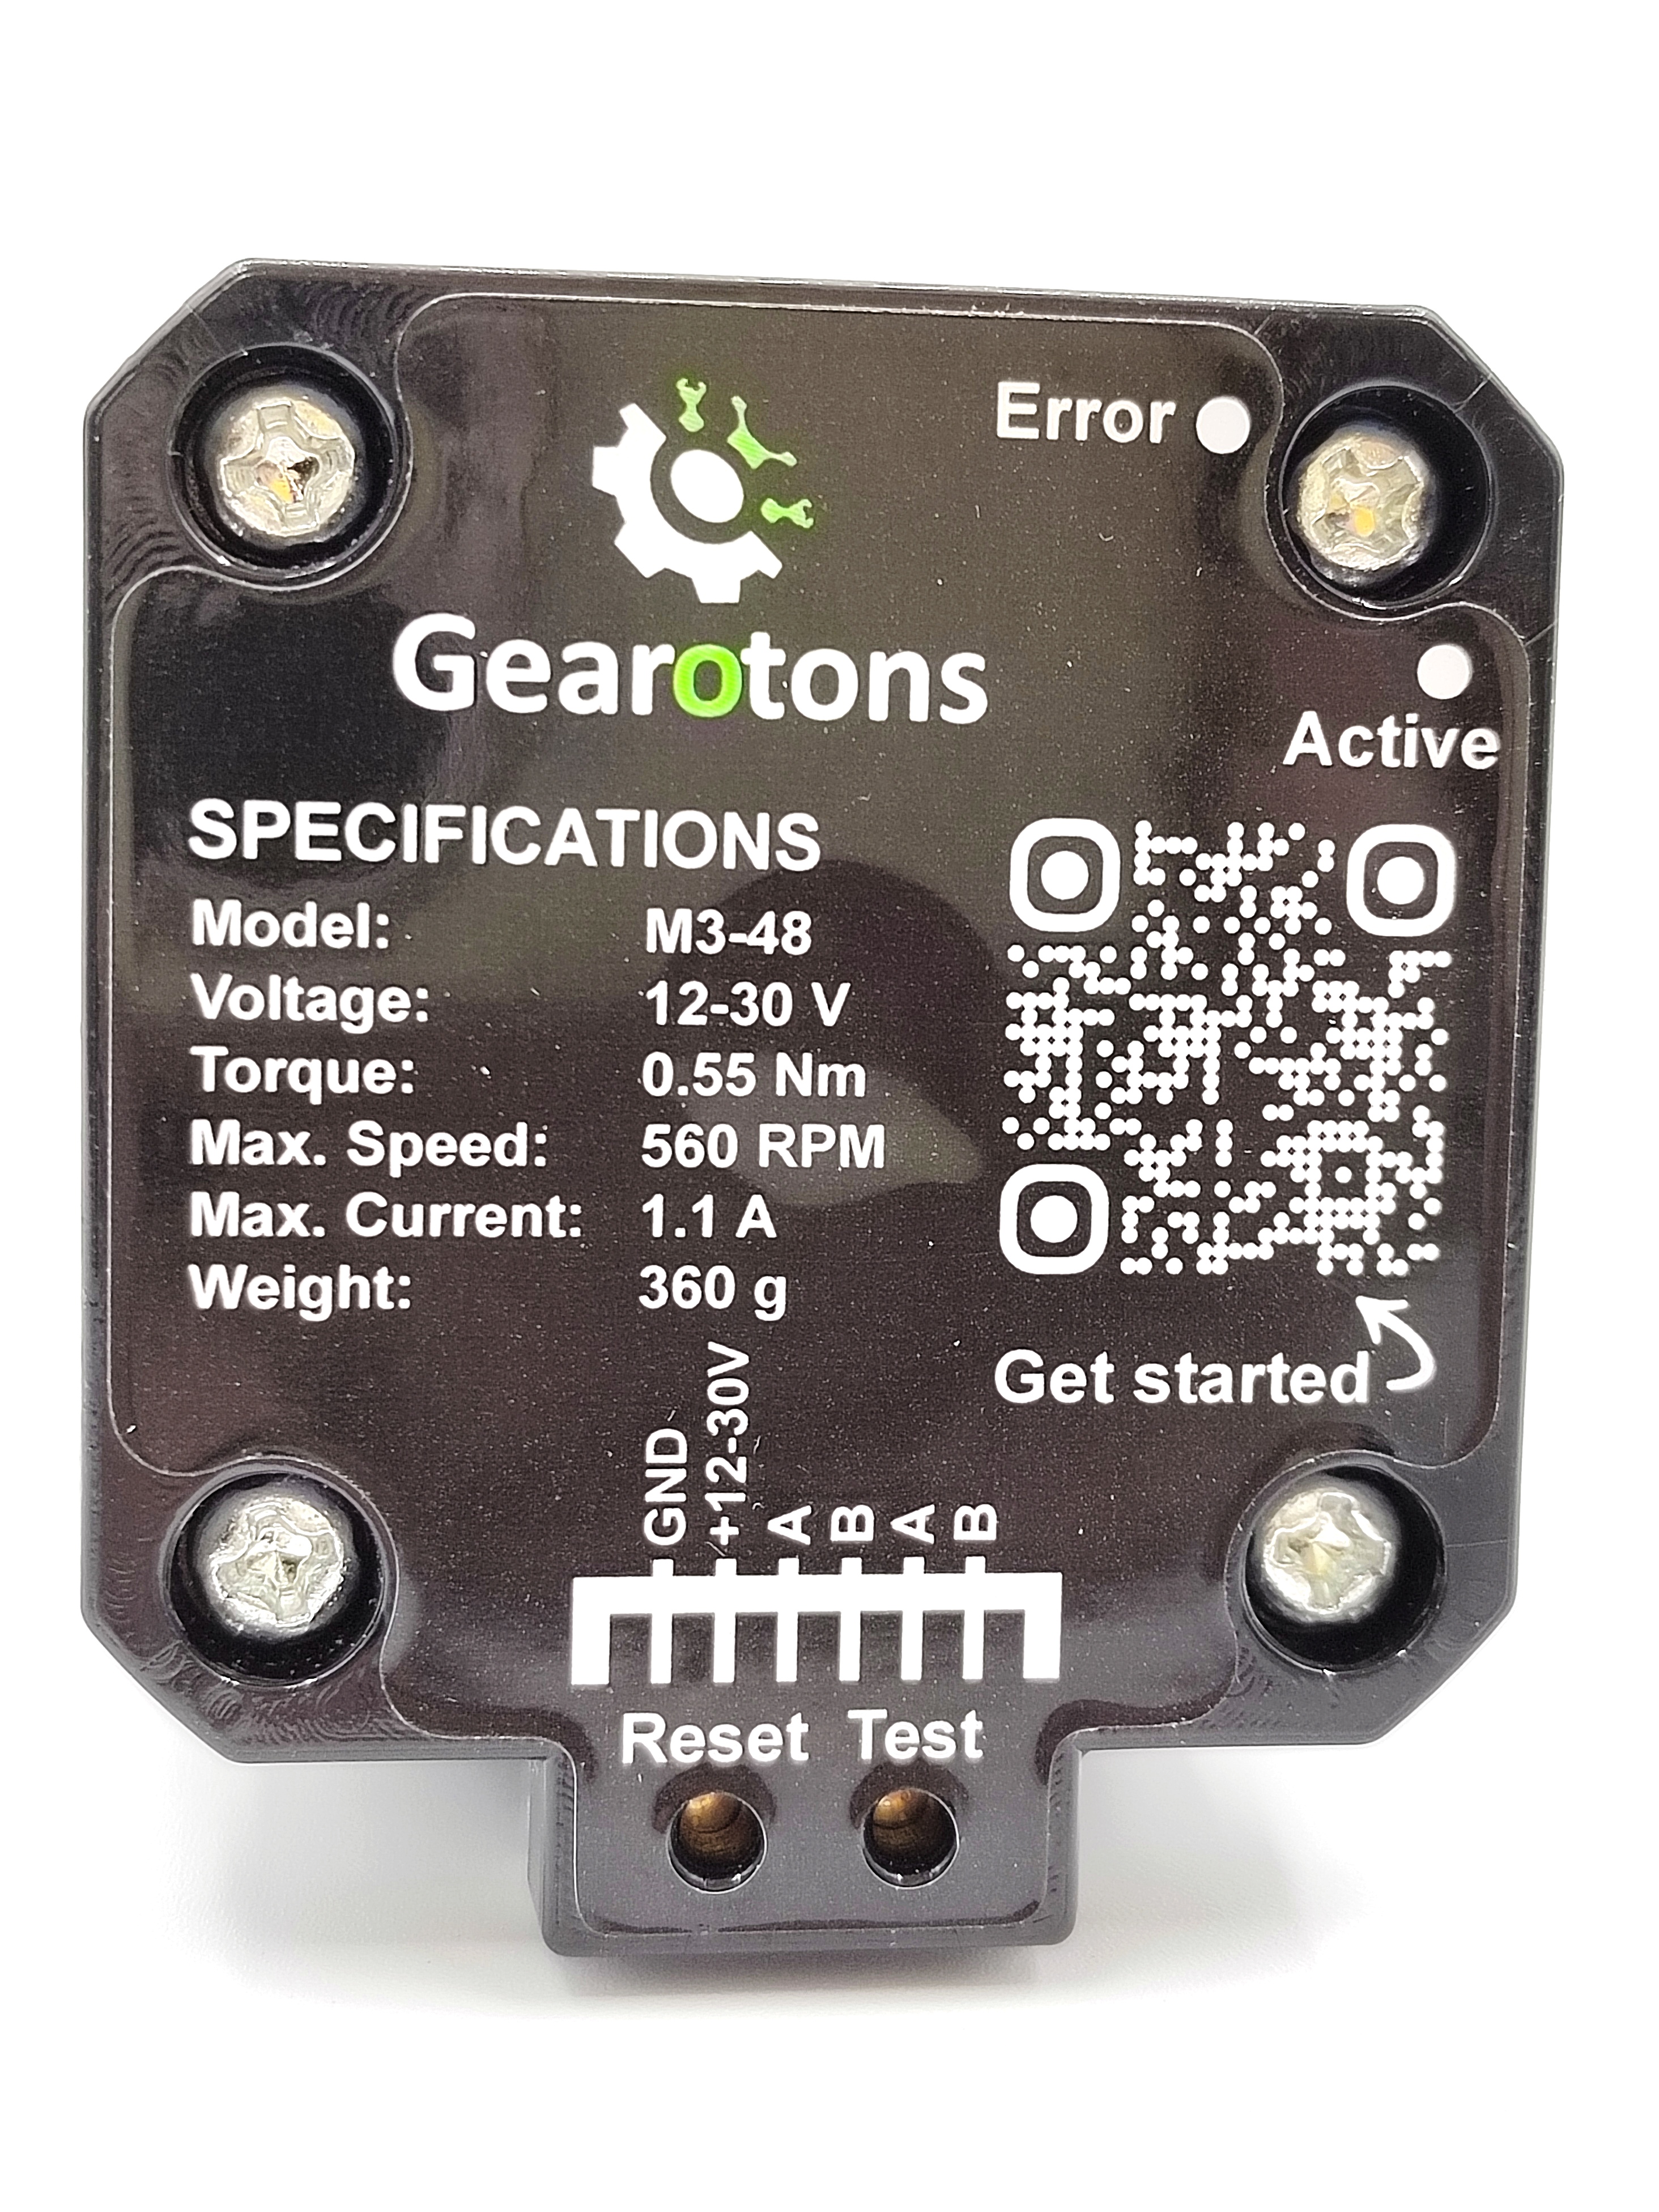 Error
Gearotons
Active
SPECIFICATIONS
Model: M3-48
Voltage: 12-30 V
Torque: 0.55 Nm
Max. Speed: 560 RPM
Max. Current: 1.1 A
Weight: 360 g
Get started
GND
+12-30V
A
B
A
B
Reset Test